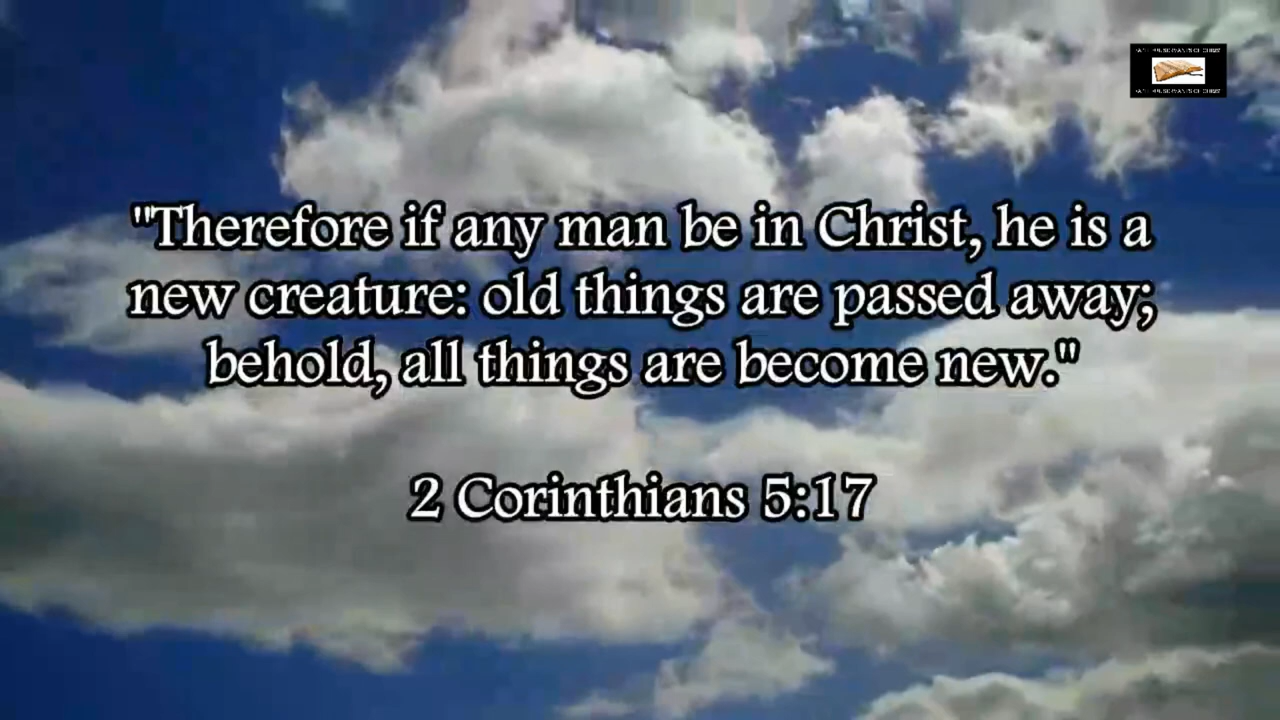 "Therefore if any man be in Christ, he is a
new creature: old things are passed away;
behold, all things are become new."
2 Corinthians 5:17